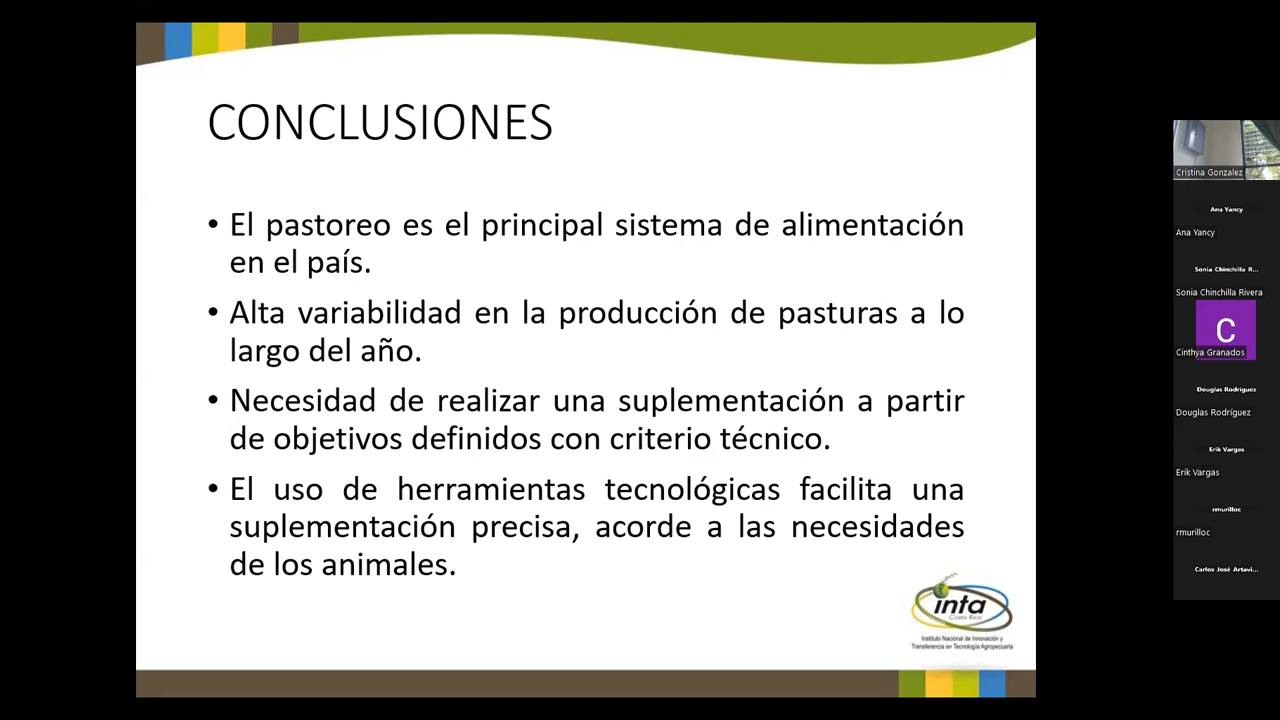 CONCLUSIONES
• El pastoreo es el principal sistema de alimentación
en el país.
• Alta variabilidad en la producción de pasturas a lo
largo del año.
• Necesidad de realizar una suplementación a partir
de objetivos definidos con criterio técnico.
• El uso de herramientas tecnológicas facilita una
suplementación precisa, acorde a las necesidades
de los animales.
inta
Costa Rica
Instituto Nacional de Innovación y
Transferencia en Tecnología Agropecuaria
Cristina Gonzalez
Ana Yancy
Ana Yancy
Sonia Chinchilla R...
Sonia Chinchilla Rivera
C
Cinthya Granados
Douglas Rodríguez
Douglas Rodríguez
Erik Vargas
Erik Vargas
rmurilloc
rmurilloc
Carlos José Artavi...